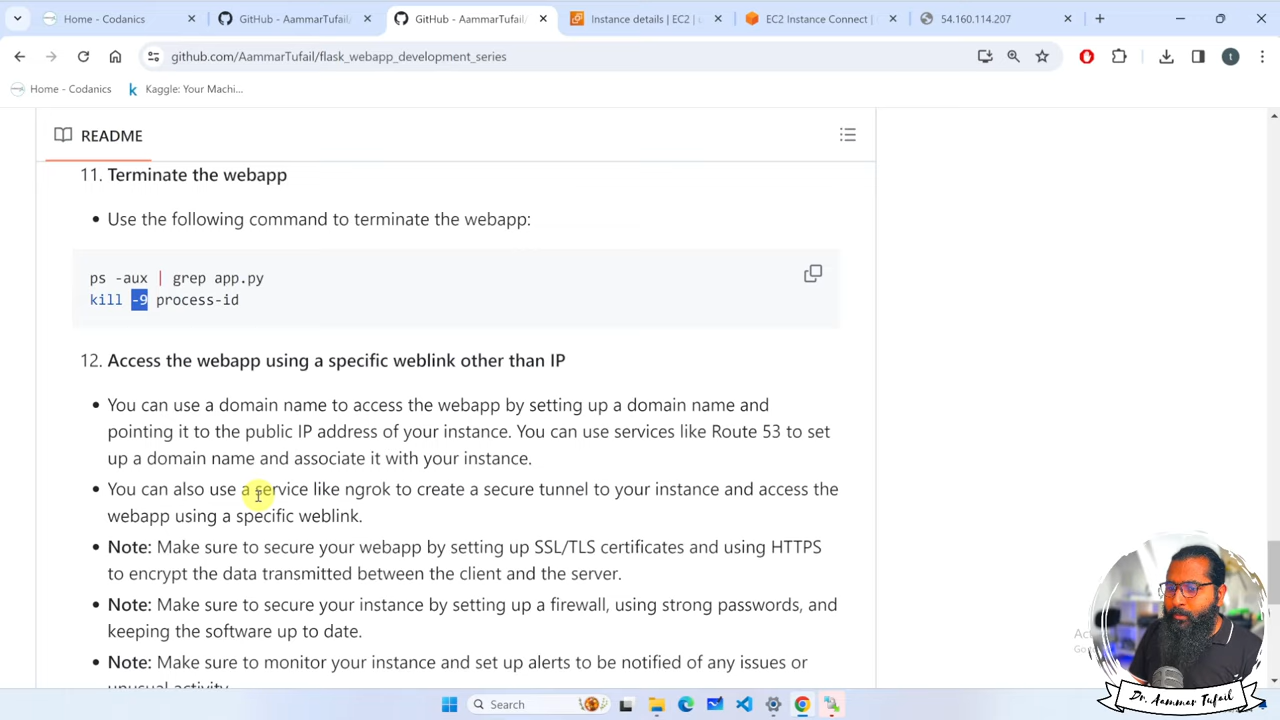 Home - Codanics
GitHub - AammarTufail/
GitHub - AammarTufail/
Instance details | EC2 | u
EC2 Instance Connect |
54.160.114.207
github.com/AammarTufail/flask_webapp_development_series
t
Home - Codanics
Kaggle: Your Machi...
README
11. Terminate the webapp
• Use the following command to terminate the webapp:
ps -aux | grep app.py
kill -9 process-id
12. Access the webapp using a specific weblink other than IP
• You can use a domain name to access the webapp by setting up a domain name and
pointing it to the public IP address of your instance. You can use services like Route 53 to set
up a domain name and associate it with your instance.
• You can also use a service like ngrok to create a secure tunnel to your instance and access the
webapp using a specific weblink.
• Note: Make sure to secure your webapp by setting up SSL/TLS certificates and using HTTPS
to encrypt the data transmitted between the client and the server.
• Note: Make sure to secure your instance by setting up a firewall, using strong passwords, and
keeping the software up to date.
• Note: Make sure to monitor your instance and set up alerts to be notified of any issues or
unusual activity.
Search
Dr. Aammar Tufail